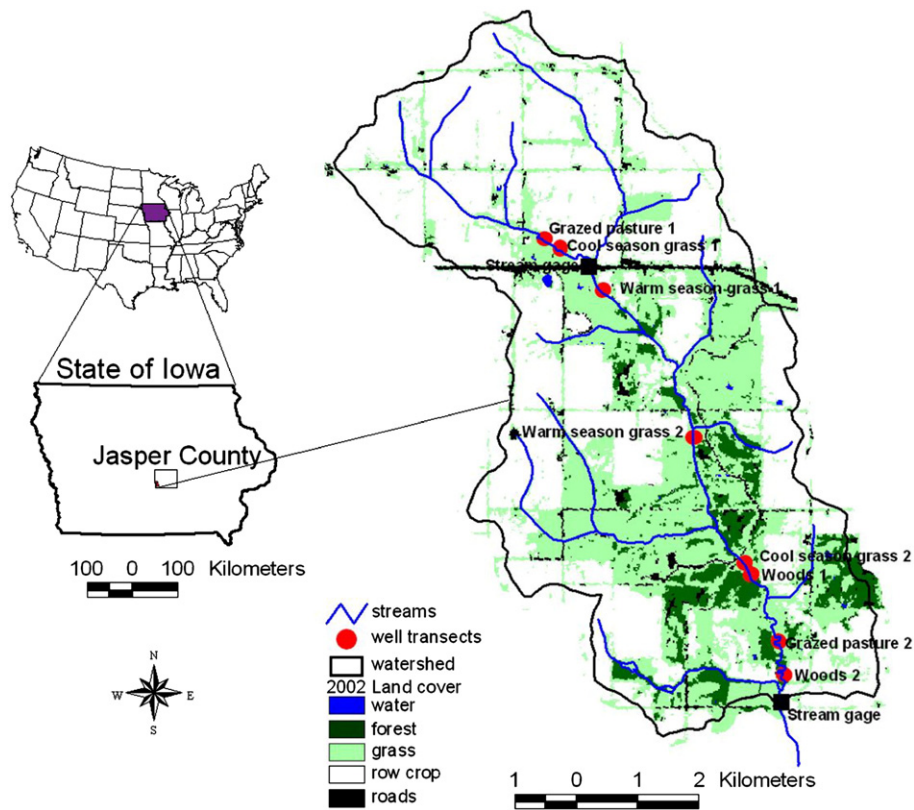 Grazed pasture 1
Cool season grass 1
Stream gage
Warm season grass 1
State of Iowa
Jasper County
Warm season grass 2
100 0 100 Kilometers
Cool season grass 2
Woods 1
Grazed pasture 2
Woods 2
Stream gage
N
W E
S
streams
well transects
watershed
2002 Land cover
water
forest
grass
row crop
roads
1 0 1 2 Kilometers